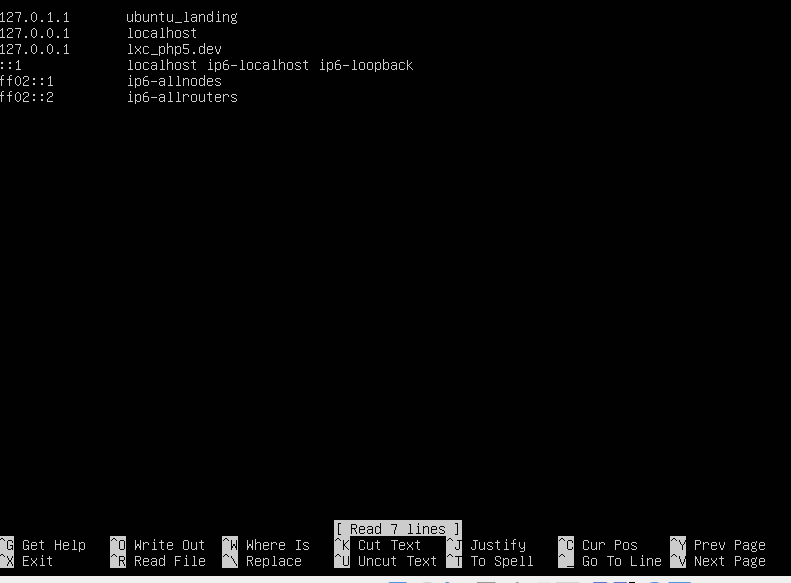 127.0.1.1 ubuntu_landing
127.0.0.1 localhost
127.0.0.1 lxc_php5.dev
::1 localhost ip6-localhost ip6-loopback
ff02::1 ip6-allnodes
ff02::2 ip6-allrouters
[ Read 7 lines ]
^G Get Help ^O Write Out ^W Where Is ^K Cut Text ^J Justify ^C Cur Pos ^Y Prev Page
^X Exit ^R Read File ^\ Replace ^U Uncut Text ^T To Spell ^_ Go To Line ^V Next Page